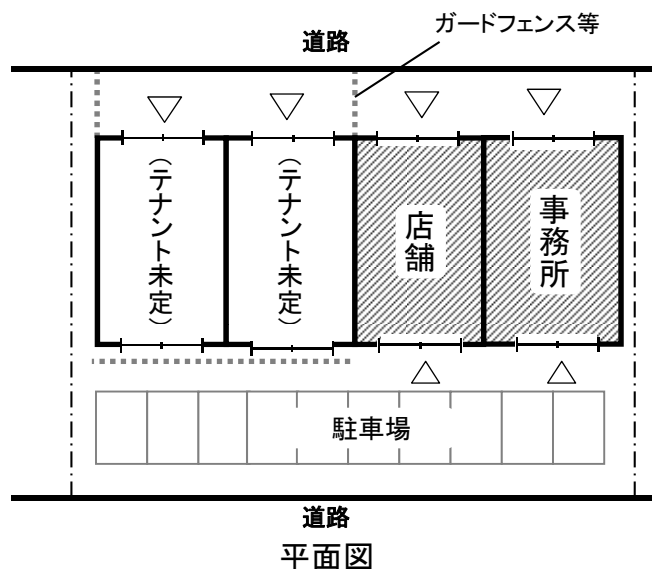 ガードフェンス等
道路
（テナント未定）
（テナント未定）
店舗
事務所
駐車場
道路
平面図